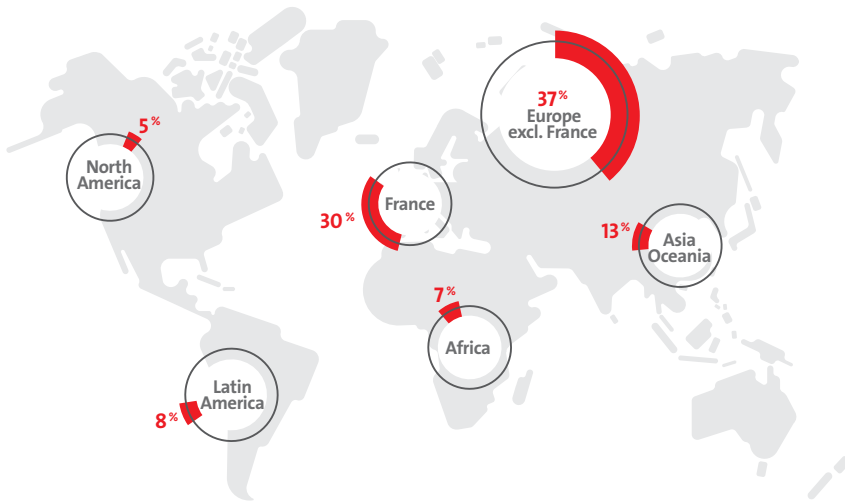 37%
Europe
excl. France
5%
North
America
30%
France
13%
Asia
Oceania
7%
Africa
8%
Latin
America